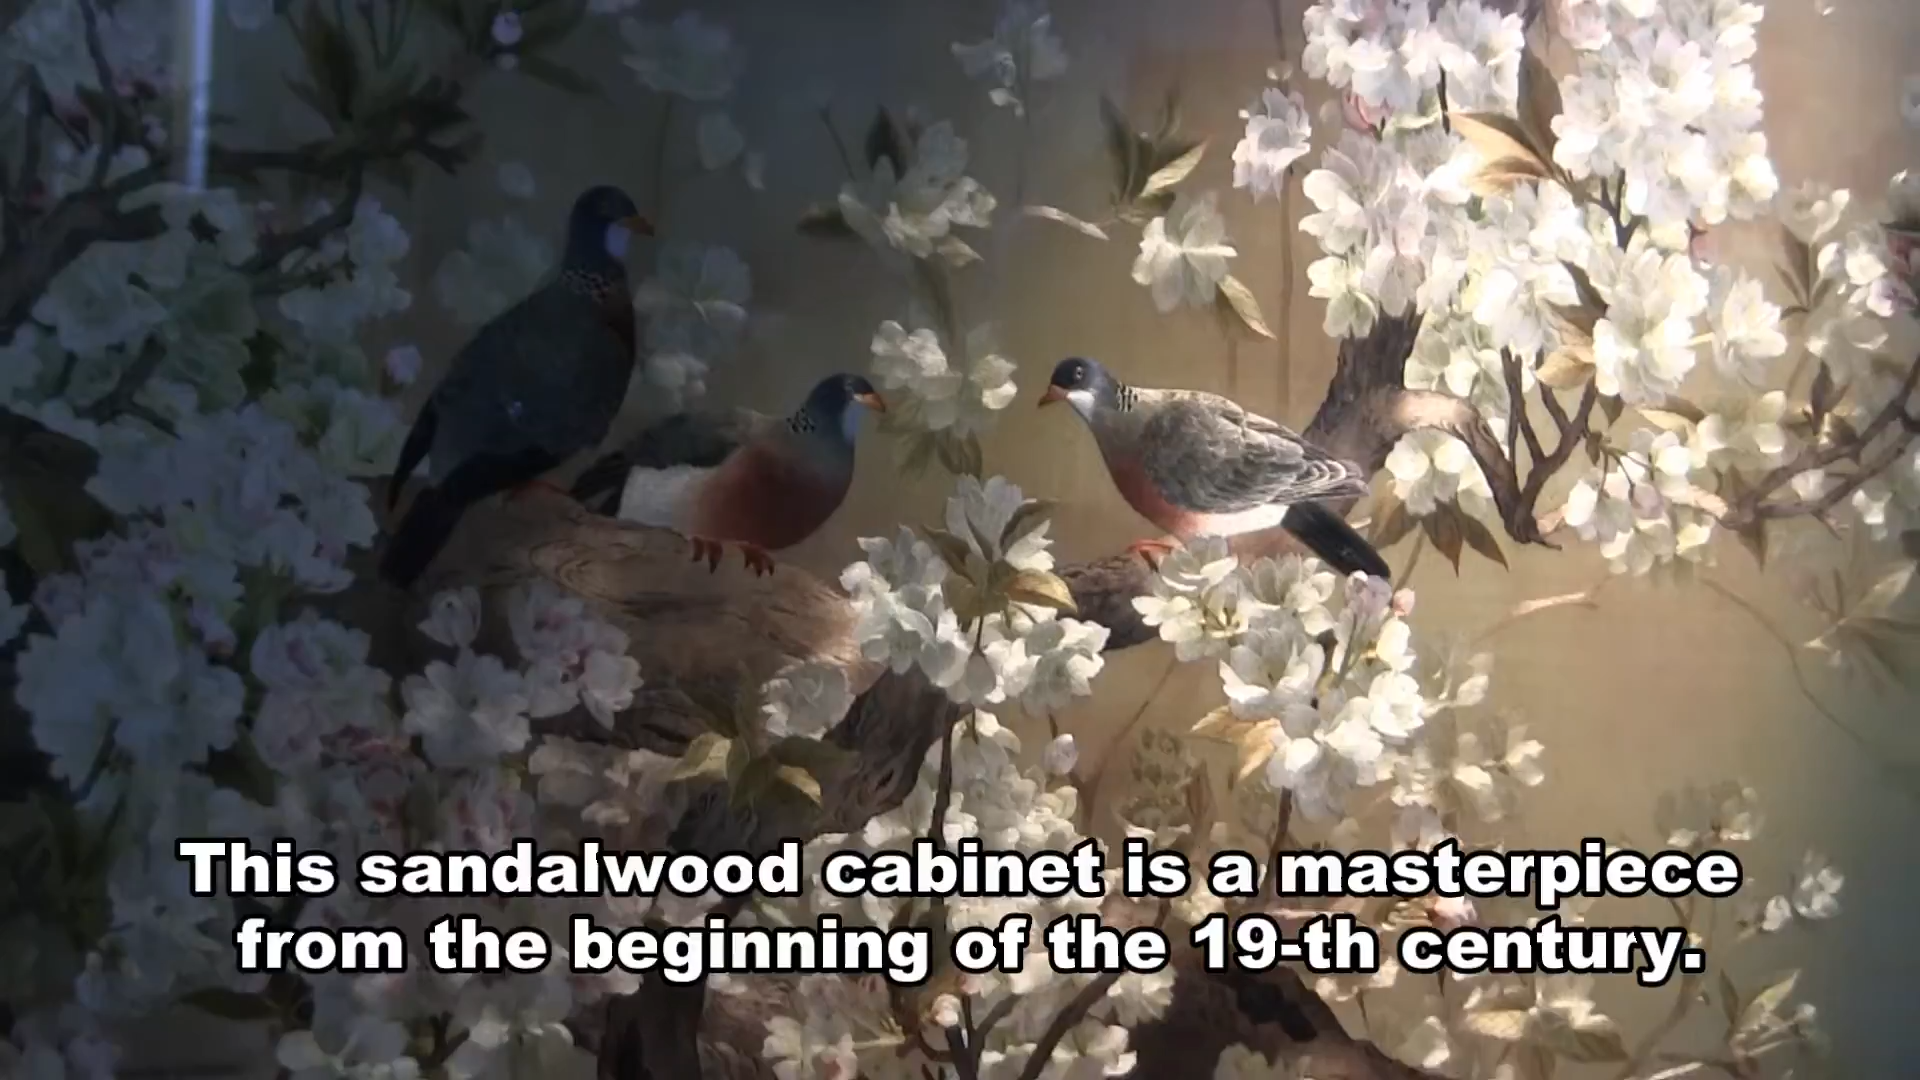 This sandalwood cabinet is a masterpiece
from the beginning of the 19-th century.